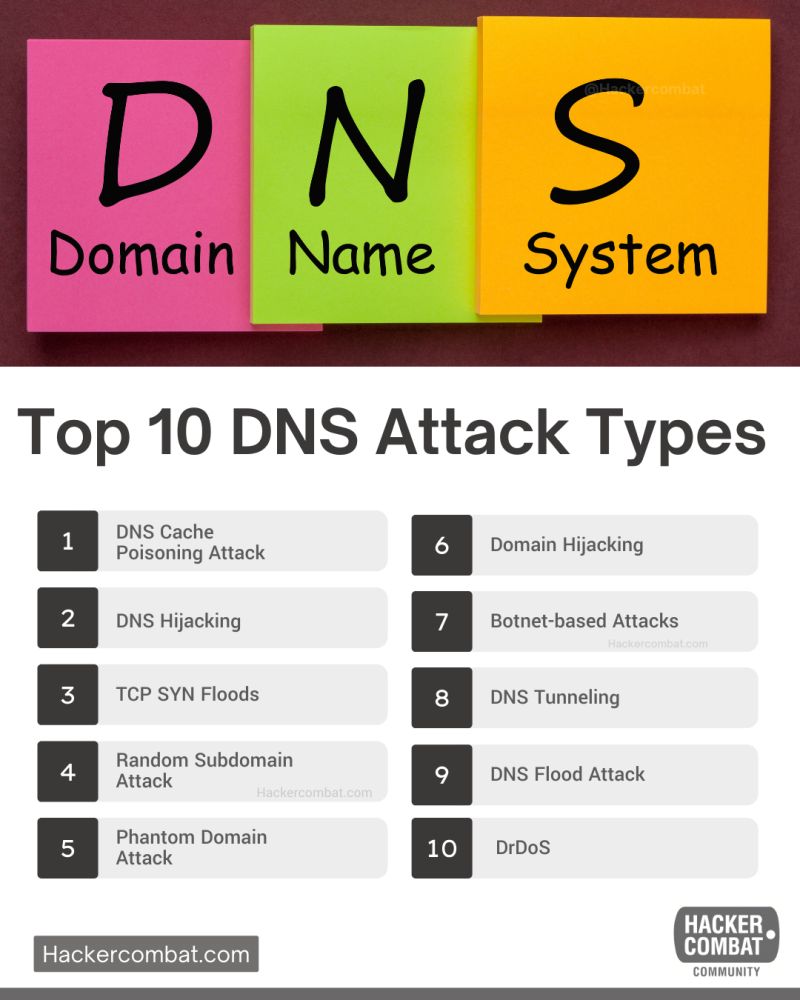 @Hackercombat
D N S
Domain Name System
Top 10 DNS Attack Types
1 DNS Cache
Poisoning Attack
2 DNS Hijacking
3 TCP SYN Floods
4 Random Subdomain
Attack
Hackercombat.com
5 Phantom Domain
Attack
6 Domain Hijacking
7 Botnet-based Attacks
Hackercombat.com
8 DNS Tunneling
9 DNS Flood Attack
10 DrDoS
Hackercombat.com
HACKER
COMBAT
COMMUNITY